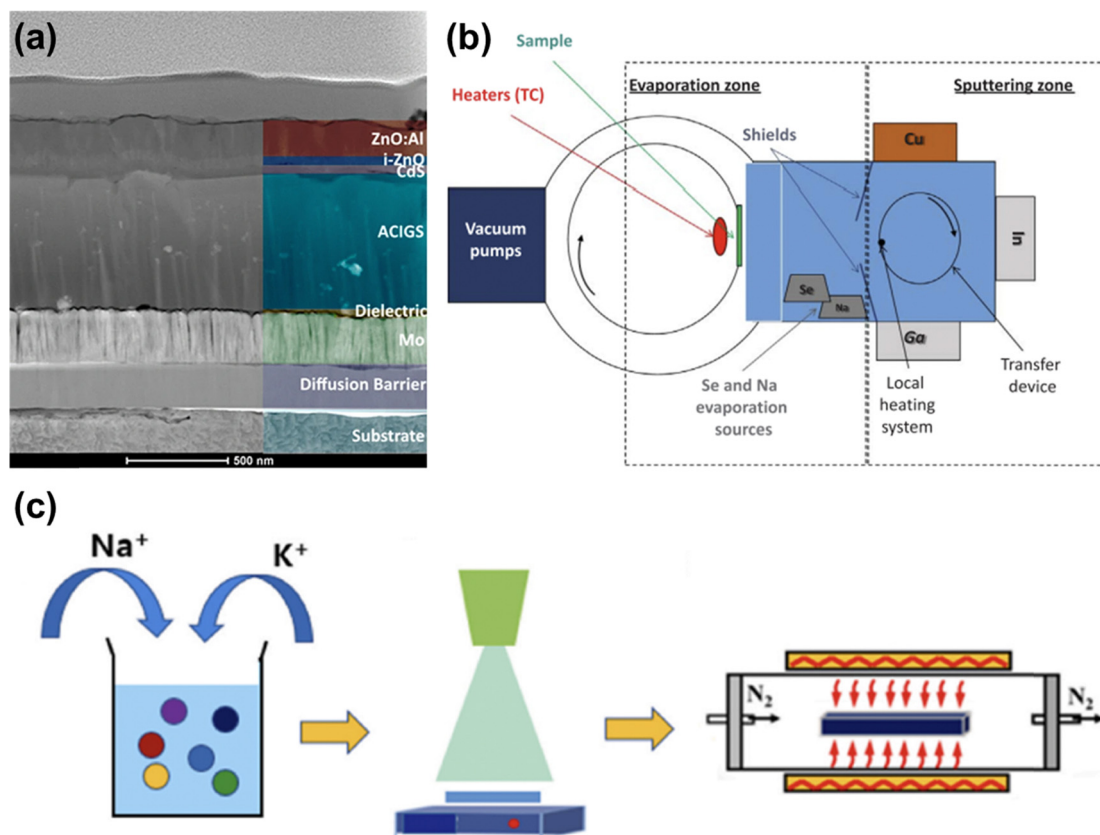 (a)
ZnO:Al
i-ZnO
CdS
ACIGS
Dielectric
Mo
Diffusion Barrier
Substrate
500 nm
(b)
Sample
Heaters (TC)
Evaporation zone
Sputtering zone
Shields
Cu
Vacuum
pumps
In
Se
Na
Ga
Se and Na
evaporation
sources
Local
heating
system
Transfer
device
(c)
Na⁺
K⁺
N₂
N₂